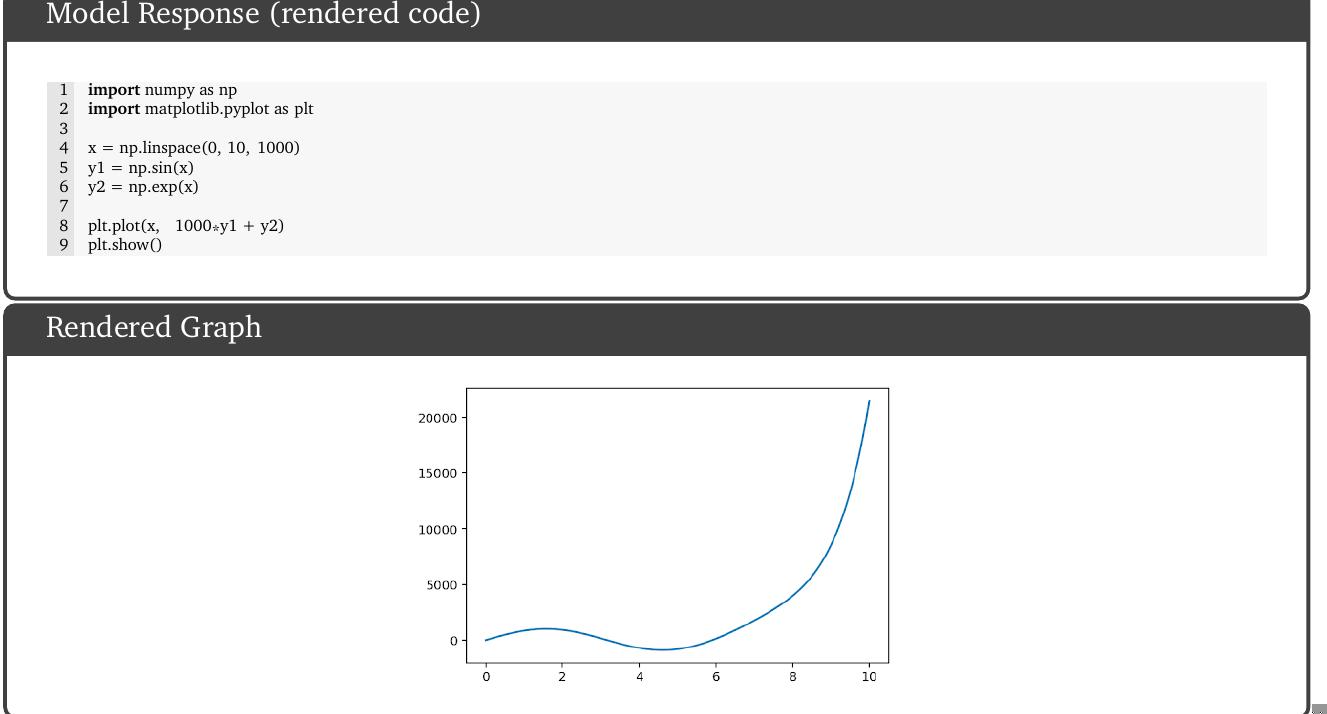 Model Response (rendered code)
1 import numpy as np
2 import matplotlib.pyplot as plt
3
4 x = np.linspace(0, 10, 1000)
5 y1 = np.sin(x)
6 y2 = np.exp(x)
7
8 plt.plot(x, 1000*y1 + y2)
9 plt.show()
Rendered Graph
20000
15000
10000
5000
0
0 2 4 6 8 10